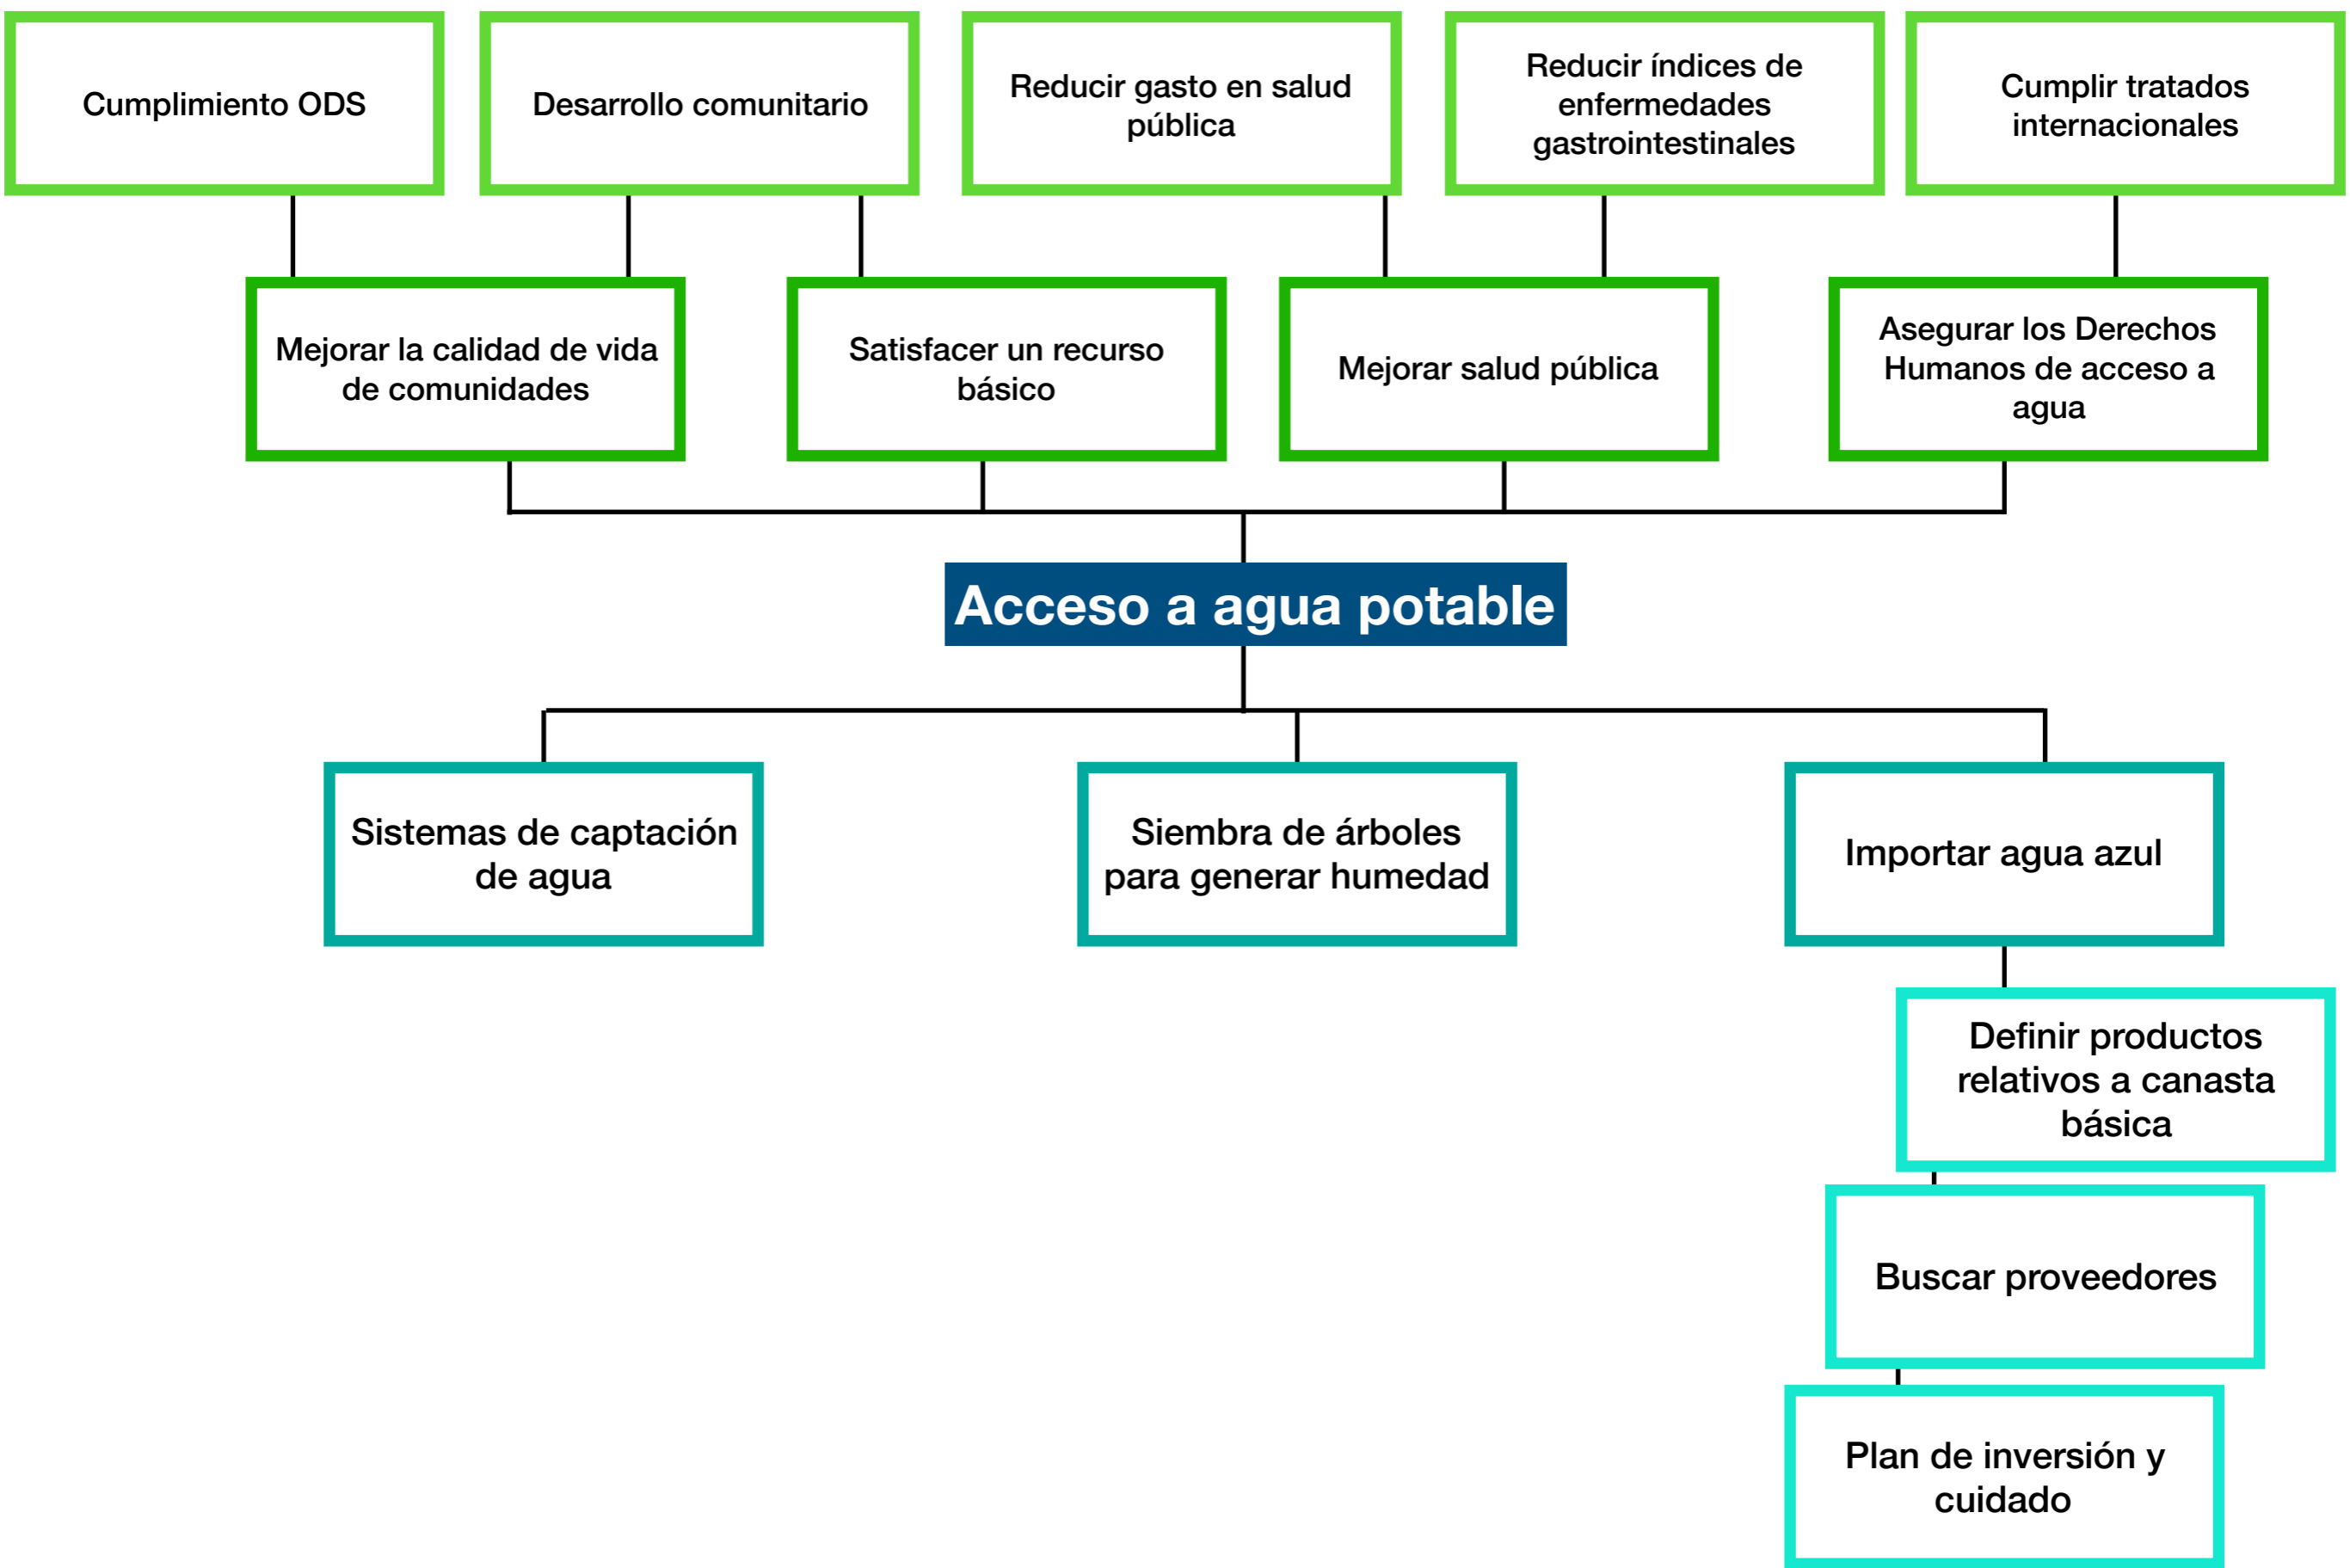 Cumplimiento ODS
Desarrollo comunitario
Reducir gasto en salud
pública
Reducir índices de
enfermedades
gastrointestinales
Cumplir tratados
internacionales
Mejorar la calidad de vida
de comunidades
Satisfacer un recurso
básico
Mejorar salud pública
Asegurar los Derechos
Humanos de acceso a
agua
Acceso a agua potable
Sistemas de captación
de agua
Siembra de árboles
para generar humedad
Importar agua azul
Definir productos
relativos a canasta
básica
Buscar proveedores
Plan de inversión y
cuidado